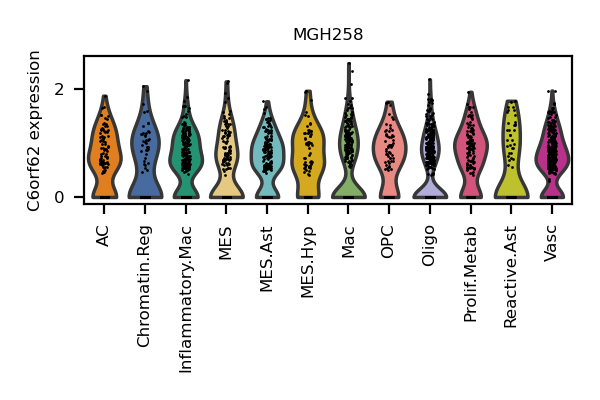 MGH258
C6orf62 expression
2
0
AC
Chromatin.Reg
Inflammatory.Mac
MES
MES.Ast
MES.Hyp
Mac
OPC
Oligo
Prolif.Metab
Reactive.Ast
Vasc